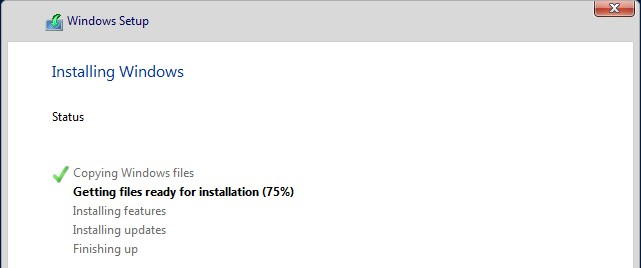 Windows Setup
Installing Windows
Status
Copying Windows files
Getting files ready for installation (75%)
Installing features
Installing updates
Finishing up